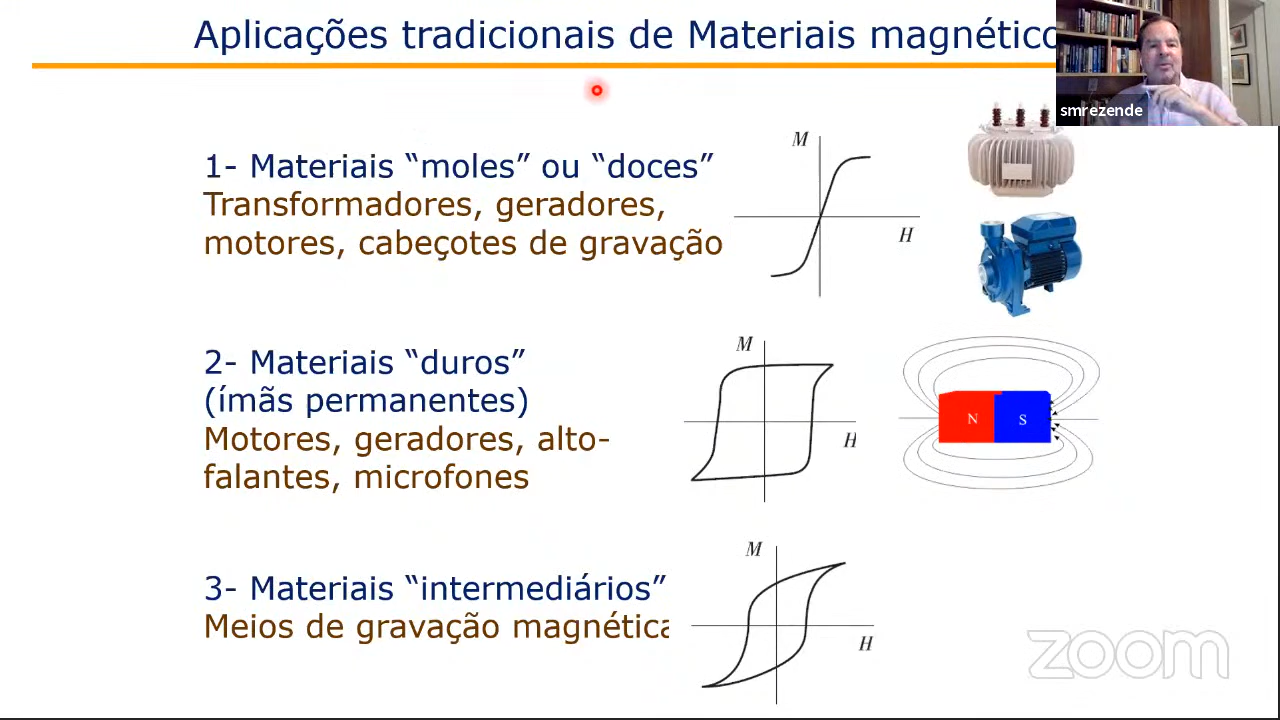 Aplicações tradicionais de Materiais magnético
smrezende
1- Materiais “moles” ou “doces”
Transformadores, geradores,
motores, cabeçotes de gravação
M
H
2- Materiais “duros”
(ímãs permanentes)
Motores, geradores, alto-
falantes, microfones
M
H
N S
3- Materiais “intermediários”
Meios de gravação magnética
M
H
zoom